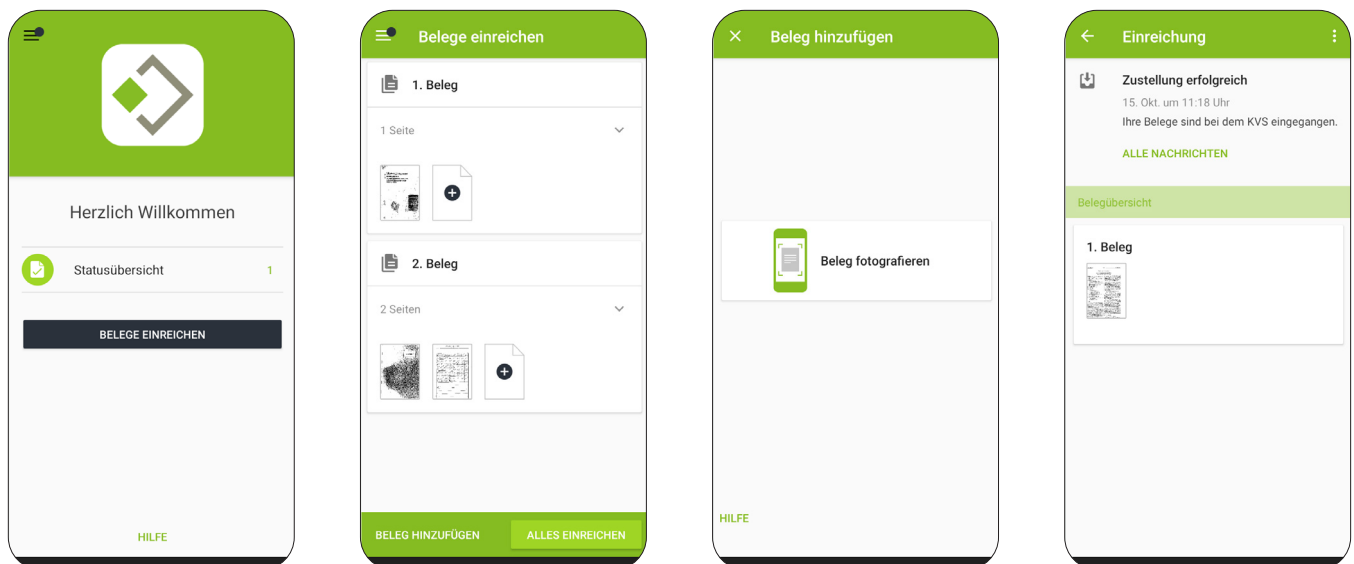 Herzlich Willkommen
Statusübersicht 1
BELEGE EINREICHEN
HILFE
Belege einreichen
1. Beleg
1 Seite
2. Beleg
2 Seiten
BELEG HINZUFÜGEN ALLES EINREICHEN
Beleg hinzufügen
Beleg fotografieren
HILFE
Einreichung
Zustellung erfolgreich
15. Okt. um 11:18 Uhr
Ihre Belege sind bei dem KVS eingegangen.
ALLE NACHRICHTEN
Belegübersicht
1. Beleg